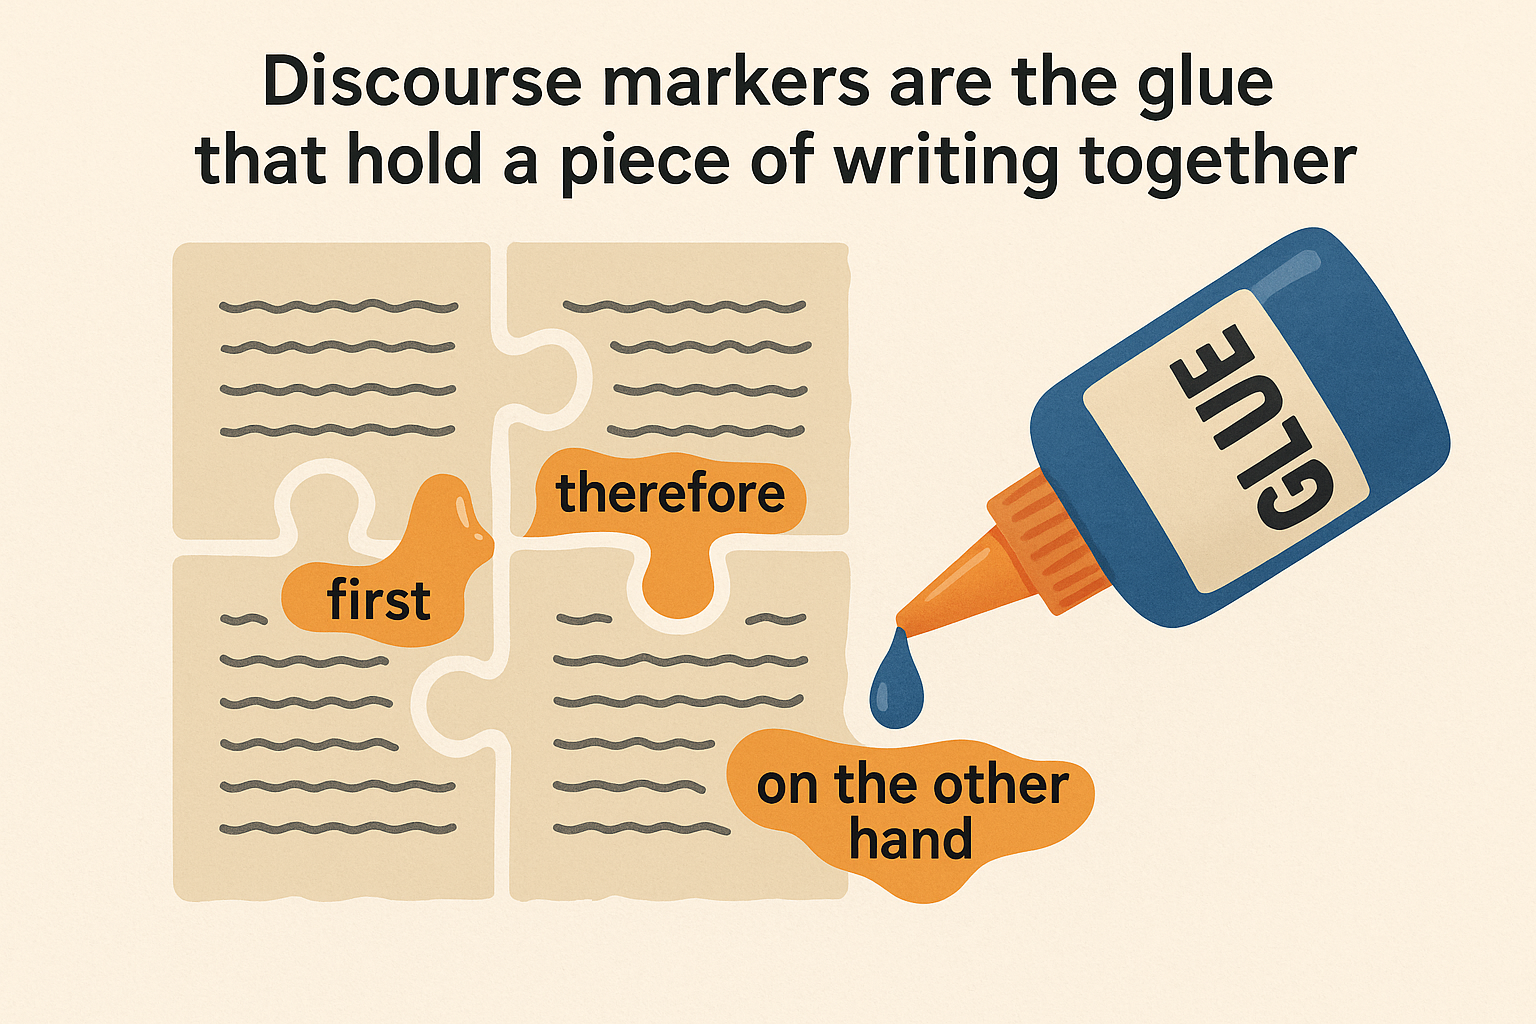 Discourse markers are the glue
that hold a piece of writing together
therefore
first
on the other
hand
GLUE